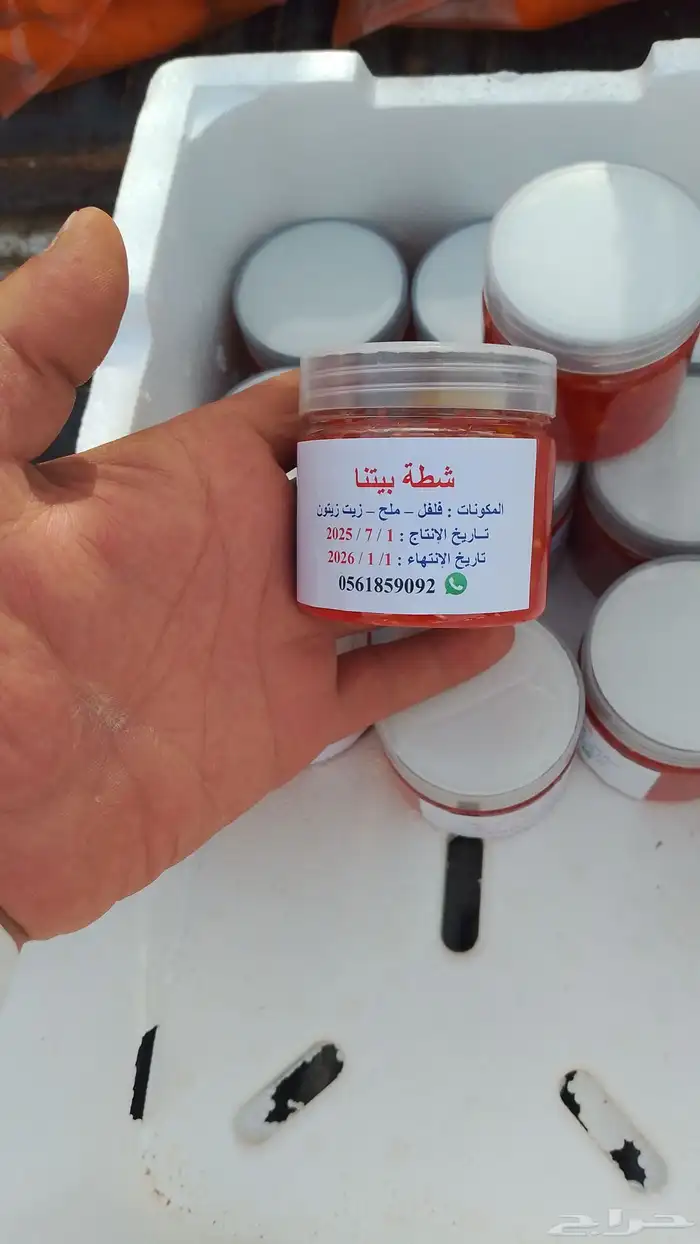 شطة بيتنا
المكونات : فلفل – ملح – زيت زيتون
تاريخ الإنتاج : 1 / 7 / 2025
تاريخ الإنتهاء : 1 /1 / 2026
0561859092
حراج